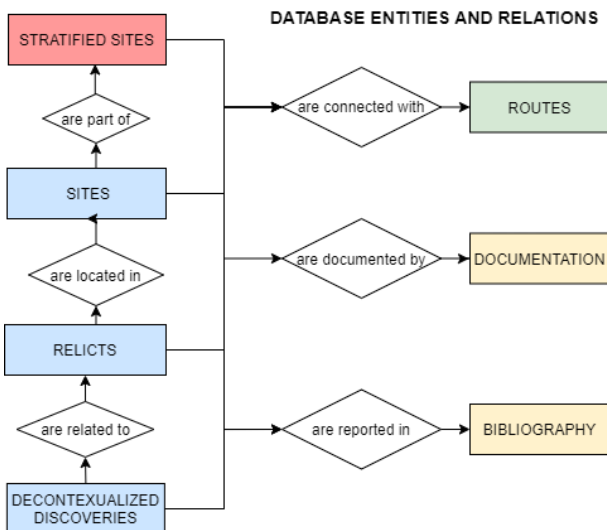 DATABASE ENTITIES AND RELATIONS
STRATIFIED SITES
are part of
are connected with
ROUTES
SITES
are located in
are documented by
DOCUMENTATION
RELICTS
are related to
are reported in
BIBLIOGRAPHY
DECONTEXUALIZED
DISCOVERIES